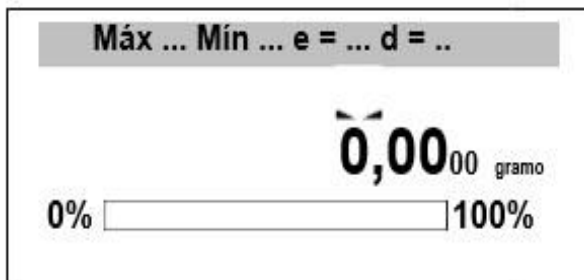 Máx ... Mín ... e = ... d = ..
0,0000 gramo
0% 100%